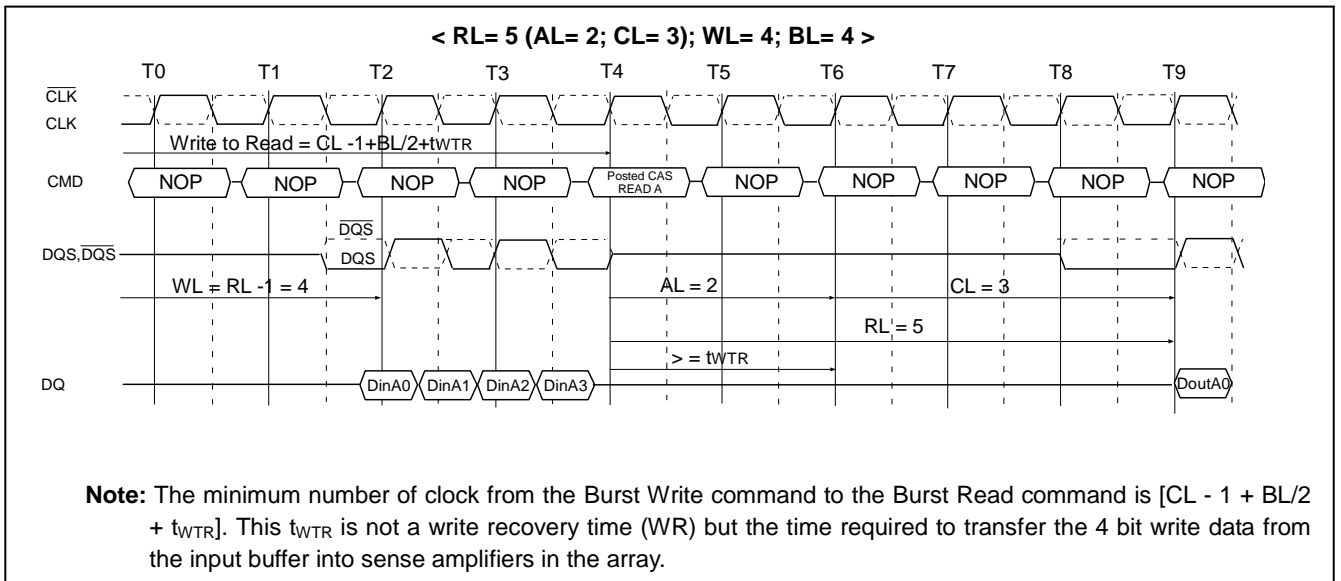 < RL= 5 (AL= 2; CL= 3); WL= 4; BL= 4 >
T0 T1 T2 T3 T4 T5 T6 T7 T8 T9
CLK
CLK
Write to Read = CL -1+BL/2+tWTR
CMD NOP NOP NOP NOP Posted CAS READ A NOP NOP NOP NOP NOP
DQS
DQS,DQS
DQS
WL = RL -1 = 4 AL = 2 CL = 3
RL = 5
> = tWTR
DQ DinA0 DinA1 DinA2 DinA3 DoutA0
Note: The minimum number of clock from the Burst Write command to the Burst Read command is [CL - 1 + BL/2
+ tWTR]. This tWTR is not a write recovery time (WR) but the time required to transfer the 4 bit write data from
the input buffer into sense amplifiers in the array.